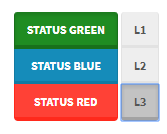 STATUS GREEN L1
STATUS BLUE L2
STATUS RED L3